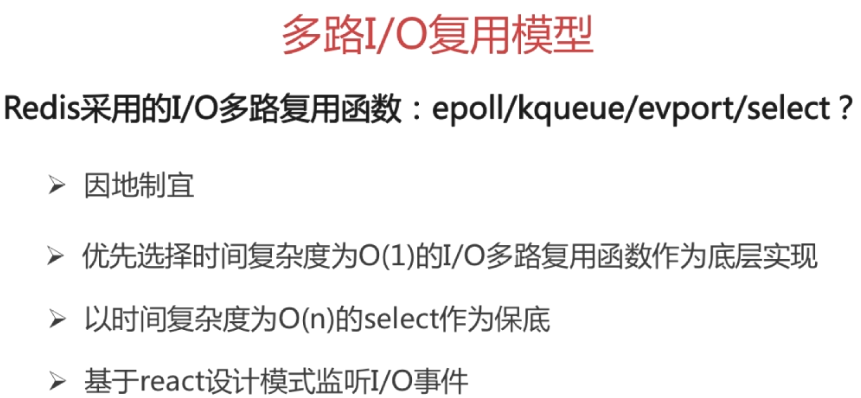 多路I/O复用模型
Redis采用的I/O多路复用函数：epoll/kqueue/evport/select？
➢ 因地制宜
➢ 优先选择时间复杂度为O(1)的I/O多路复用函数作为底层实现
➢ 以时间复杂度为O(n)的select作为保底
➢ 基于react设计模式监听I/O事件